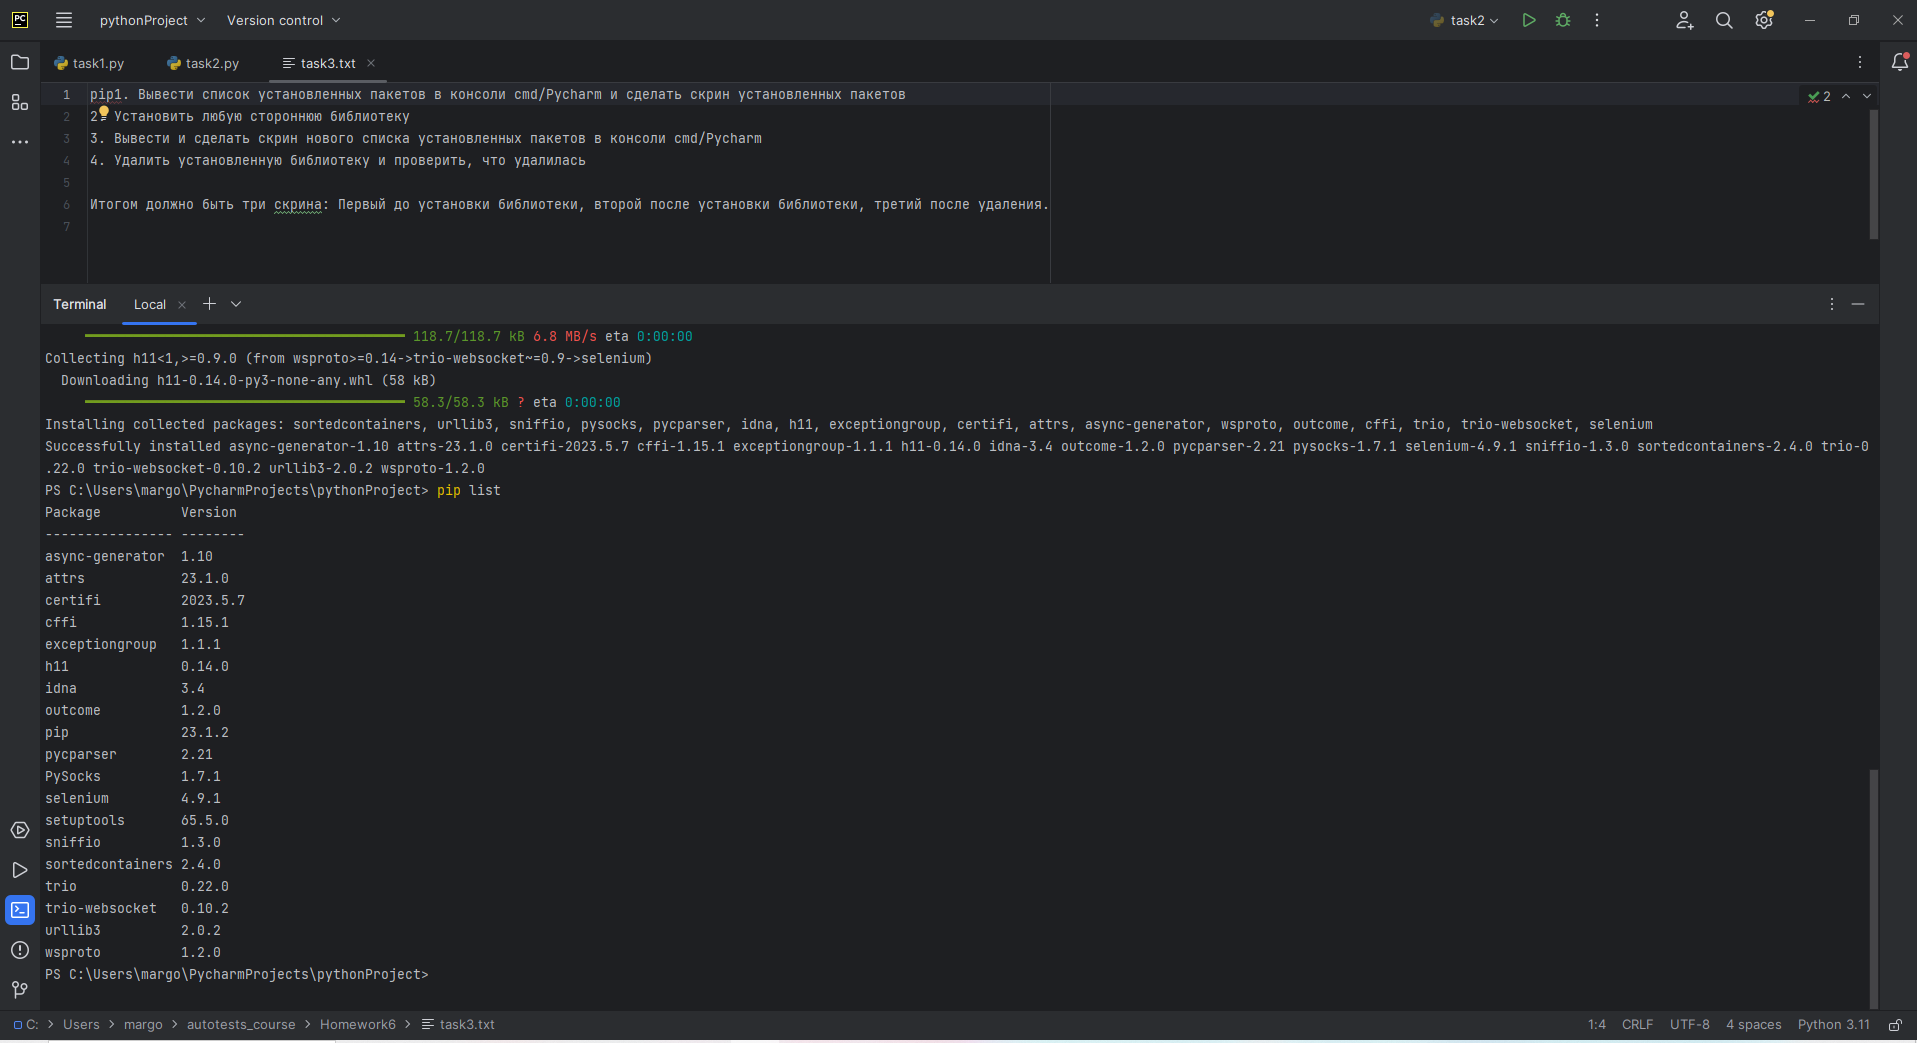 PC pythonProject Version control task2
task1.py task2.py task3.txt
1 pip1. Вывести список установленных пакетов в консоли cmd/Pycharm и сделать скрин установленных пакетов 2
2 2. Установить любую стороннюю библиотеку
3 3. Вывести и сделать скрин нового списка установленных пакетов в консоли cmd/Pycharm
4 4. Удалить установленную библиотеку и проверить, что удалилась
5
6 Итогом должно быть три скрина: Первый до установки библиотеки, второй после установки библиотеки, третий после удаления.
7
Terminal Local
118.7/118.7 kB 6.8 MB/s eta 0:00:00
Collecting h11<1,>=0.9.0 (from wsproto>=0.14->trio-websocket~=0.9->selenium)
Downloading h11-0.14.0-py3-none-any.whl (58 kB)
58.3/58.3 kB ? eta 0:00:00
Installing collected packages: sortedcontainers, urllib3, sniffio, pysocks, pycparser, idna, h11, exceptiongroup, certifi, attrs, async-generator, wsproto, outcome, cffi, trio, trio-websocket, selenium
Successfully installed async-generator-1.10 attrs-23.1.0 certifi-2023.5.7 cffi-1.15.1 exceptiongroup-1.1.1 h11-0.14.0 idna-3.4 outcome-1.2.0 pycparser-2.21 pysocks-1.7.1 selenium-4.9.1 sniffio-1.3.0 sortedcontainers-2.4.0 trio-0
.22.0 trio-websocket-0.10.2 urllib3-2.0.2 wsproto-1.2.0
PS C:\Users\margo\PycharmProjects\pythonProject> pip list
Package Version
---------------- --------
async-generator 1.10
attrs 23.1.0
certifi 2023.5.7
cffi 1.15.1
exceptiongroup 1.1.1
h11 0.14.0
idna 3.4
outcome 1.2.0
pip 23.1.2
pycparser 2.21
PySocks 1.7.1
selenium 4.9.1
setuptools 65.5.0
sniffio 1.3.0
sortedcontainers 2.4.0
trio 0.22.0
trio-websocket 0.10.2
urllib3 2.0.2
wsproto 1.2.0
PS C:\Users\margo\PycharmProjects\pythonProject>
C: > Users > margo > autotests_course > Homework6 > task3.txt 1:4 CRLF UTF-8 4 spaces Python 3.11